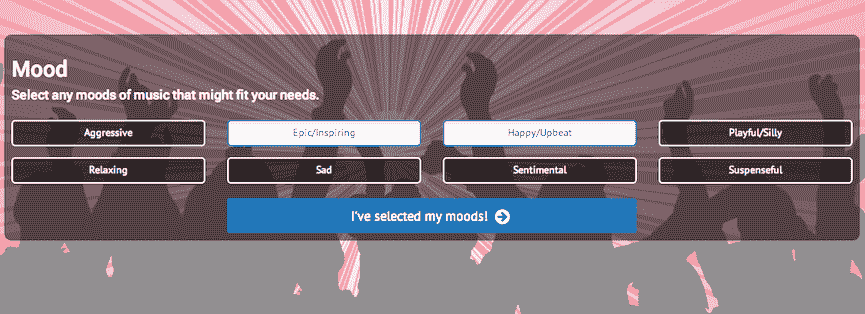 Mood
Select any moods of music that might fit your needs.
Aggressive
Epic/Inspiring
Happy/Upbeat
Playful/Silly
Relaxing
Sad
Sentimental
Suspenseful
I've selected my moods!